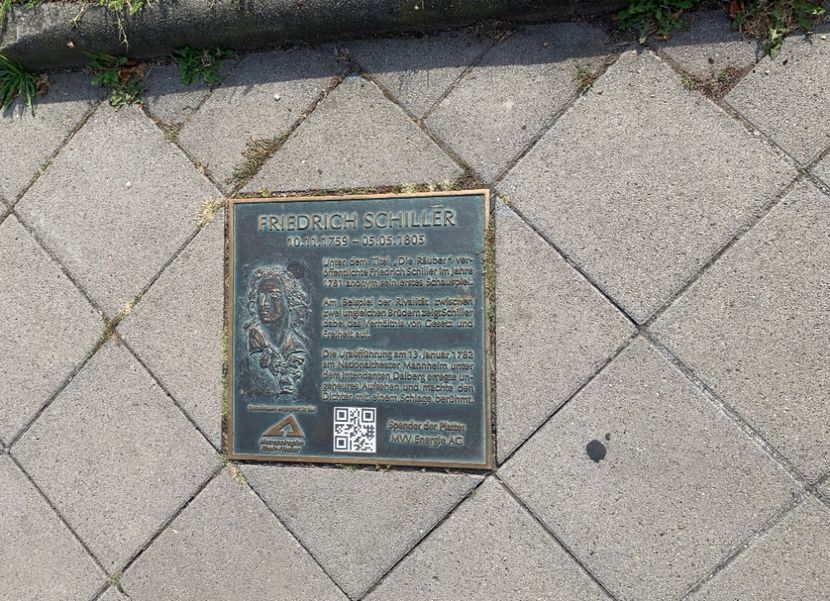 FRIEDRICH SCHILLER
10.11.1759 – 05.05.1805
Unter dem Titel „Die Räuber“ ver-
öffentlichte Friedrich Schiller im Jahre
1781 anonym sein erstes Schauspiel.
Am Beispiel der Rivalität zwischen
zwei ungleichen Brüdern zeigt Schiller
dabei das Verhältnis von Gesetz und
Freiheit auf.
Die Uraufführung am 13. Januar 1782
am Nationaltheater Mannheim unter
dem Intendanten Dalberg erregte un-
geheures Aufsehen und machte den
Dichter mit einem Schlage berühmt.
Spender der Platte:
MVV Energie AG